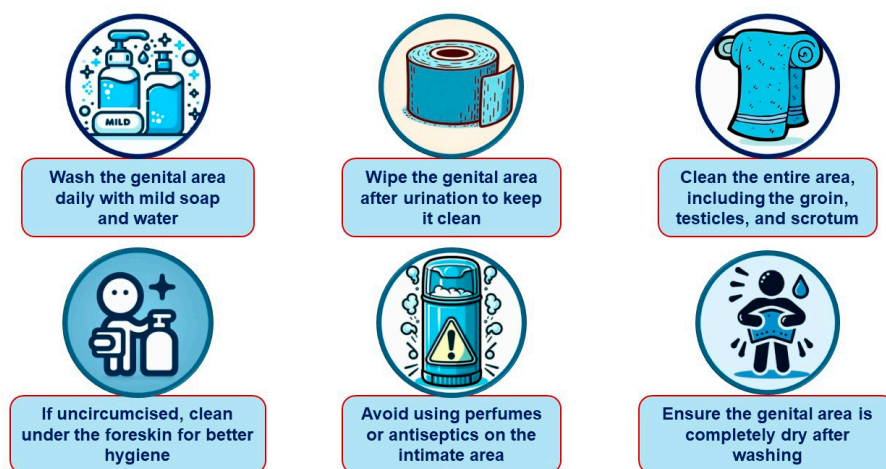 MILD
Wash the genital area
daily with mild soap
and water
Wipe the genital area
after urination to keep
it clean
Clean the entire area,
including the groin,
testicles, and scrotum
If uncircumcised, clean
under the foreskin for better
hygiene
Avoid using perfumes
or antiseptics on the
intimate area
Ensure the genital area is
completely dry after
washing